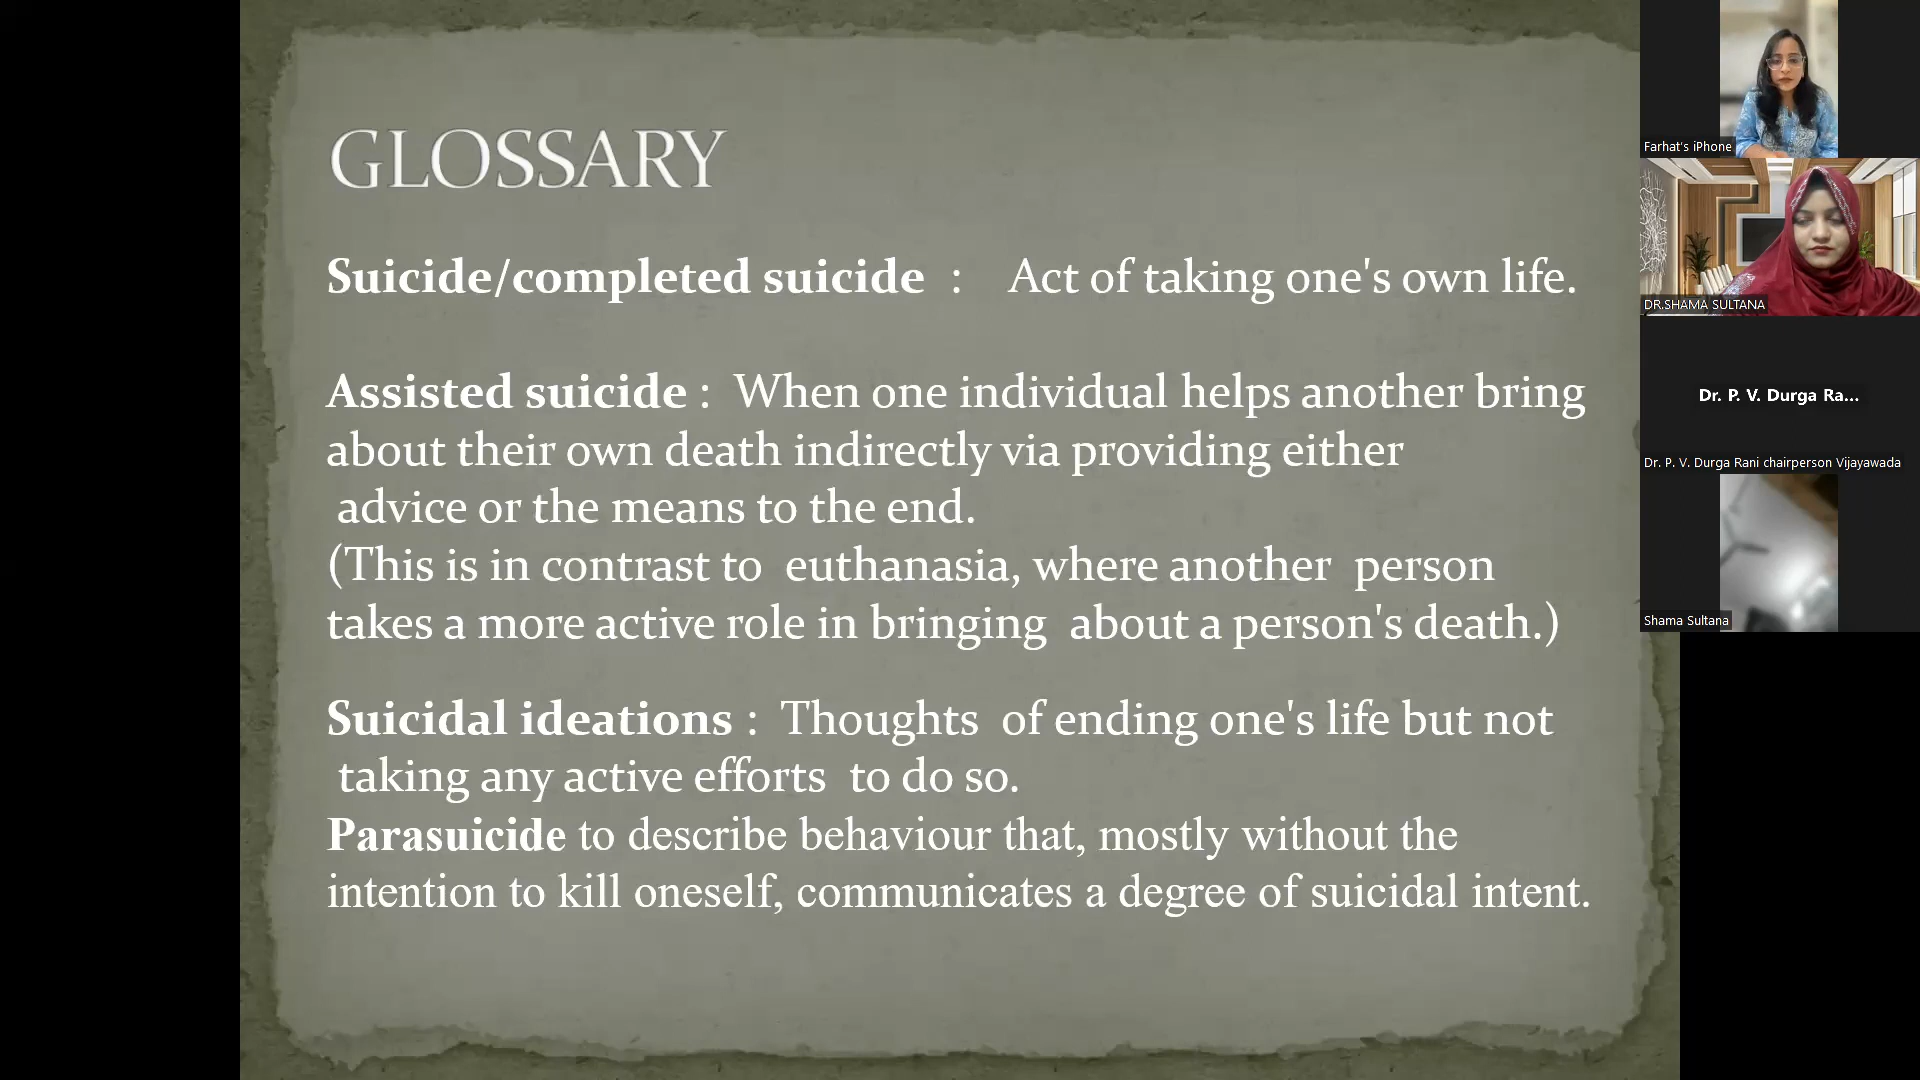 GLOSSARY
Suicide/completed suicide : Act of taking one's own life.
Assisted suicide : When one individual helps another bring
about their own death indirectly via providing either
advice or the means to the end.
(This is in contrast to euthanasia, where another person
takes a more active role in bringing about a person's death.)
Suicidal ideations : Thoughts of ending one's life but not
taking any active efforts to do so.
Parasuicide to describe behaviour that, mostly without the
intention to kill oneself, communicates a degree of suicidal intent.
Farhat's iPhone
DR.SHAMA SULTANA
Dr. P. V. Durga Ra...
Dr. P. V. Durga Rani chairperson Vijayawada
Shama Sultana